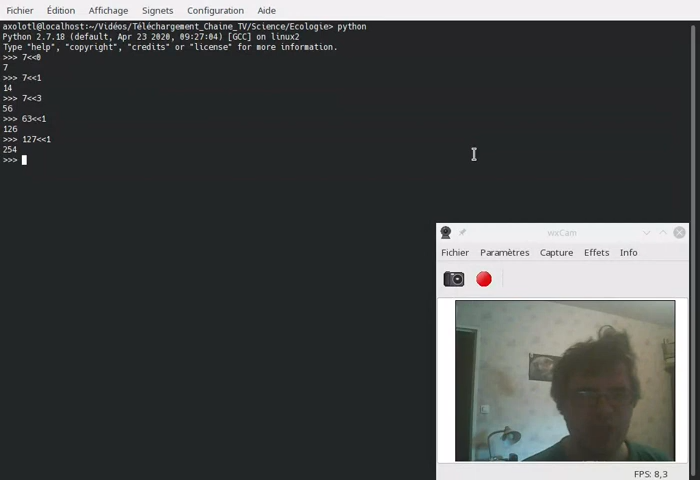 Fichier Édition Affichage Signets Configuration Aide
axolotl@localhost:~/Vidéos/Téléchargement_Chaine_TV/Science/Ecologie> python
Python 2.7.18 (default, Apr 23 2020, 09:27:04) [GCC] on linux2
Type "help", "copyright", "credits" or "license" for more information.
>>> 7<<0
7
>>> 7<<1
14
>>> 7<<3
56
>>> 63<<1
126
>>> 127<<1
254
>>>
wxCam
Fichier Paramètres Capture Effets Info
FPS: 8,3